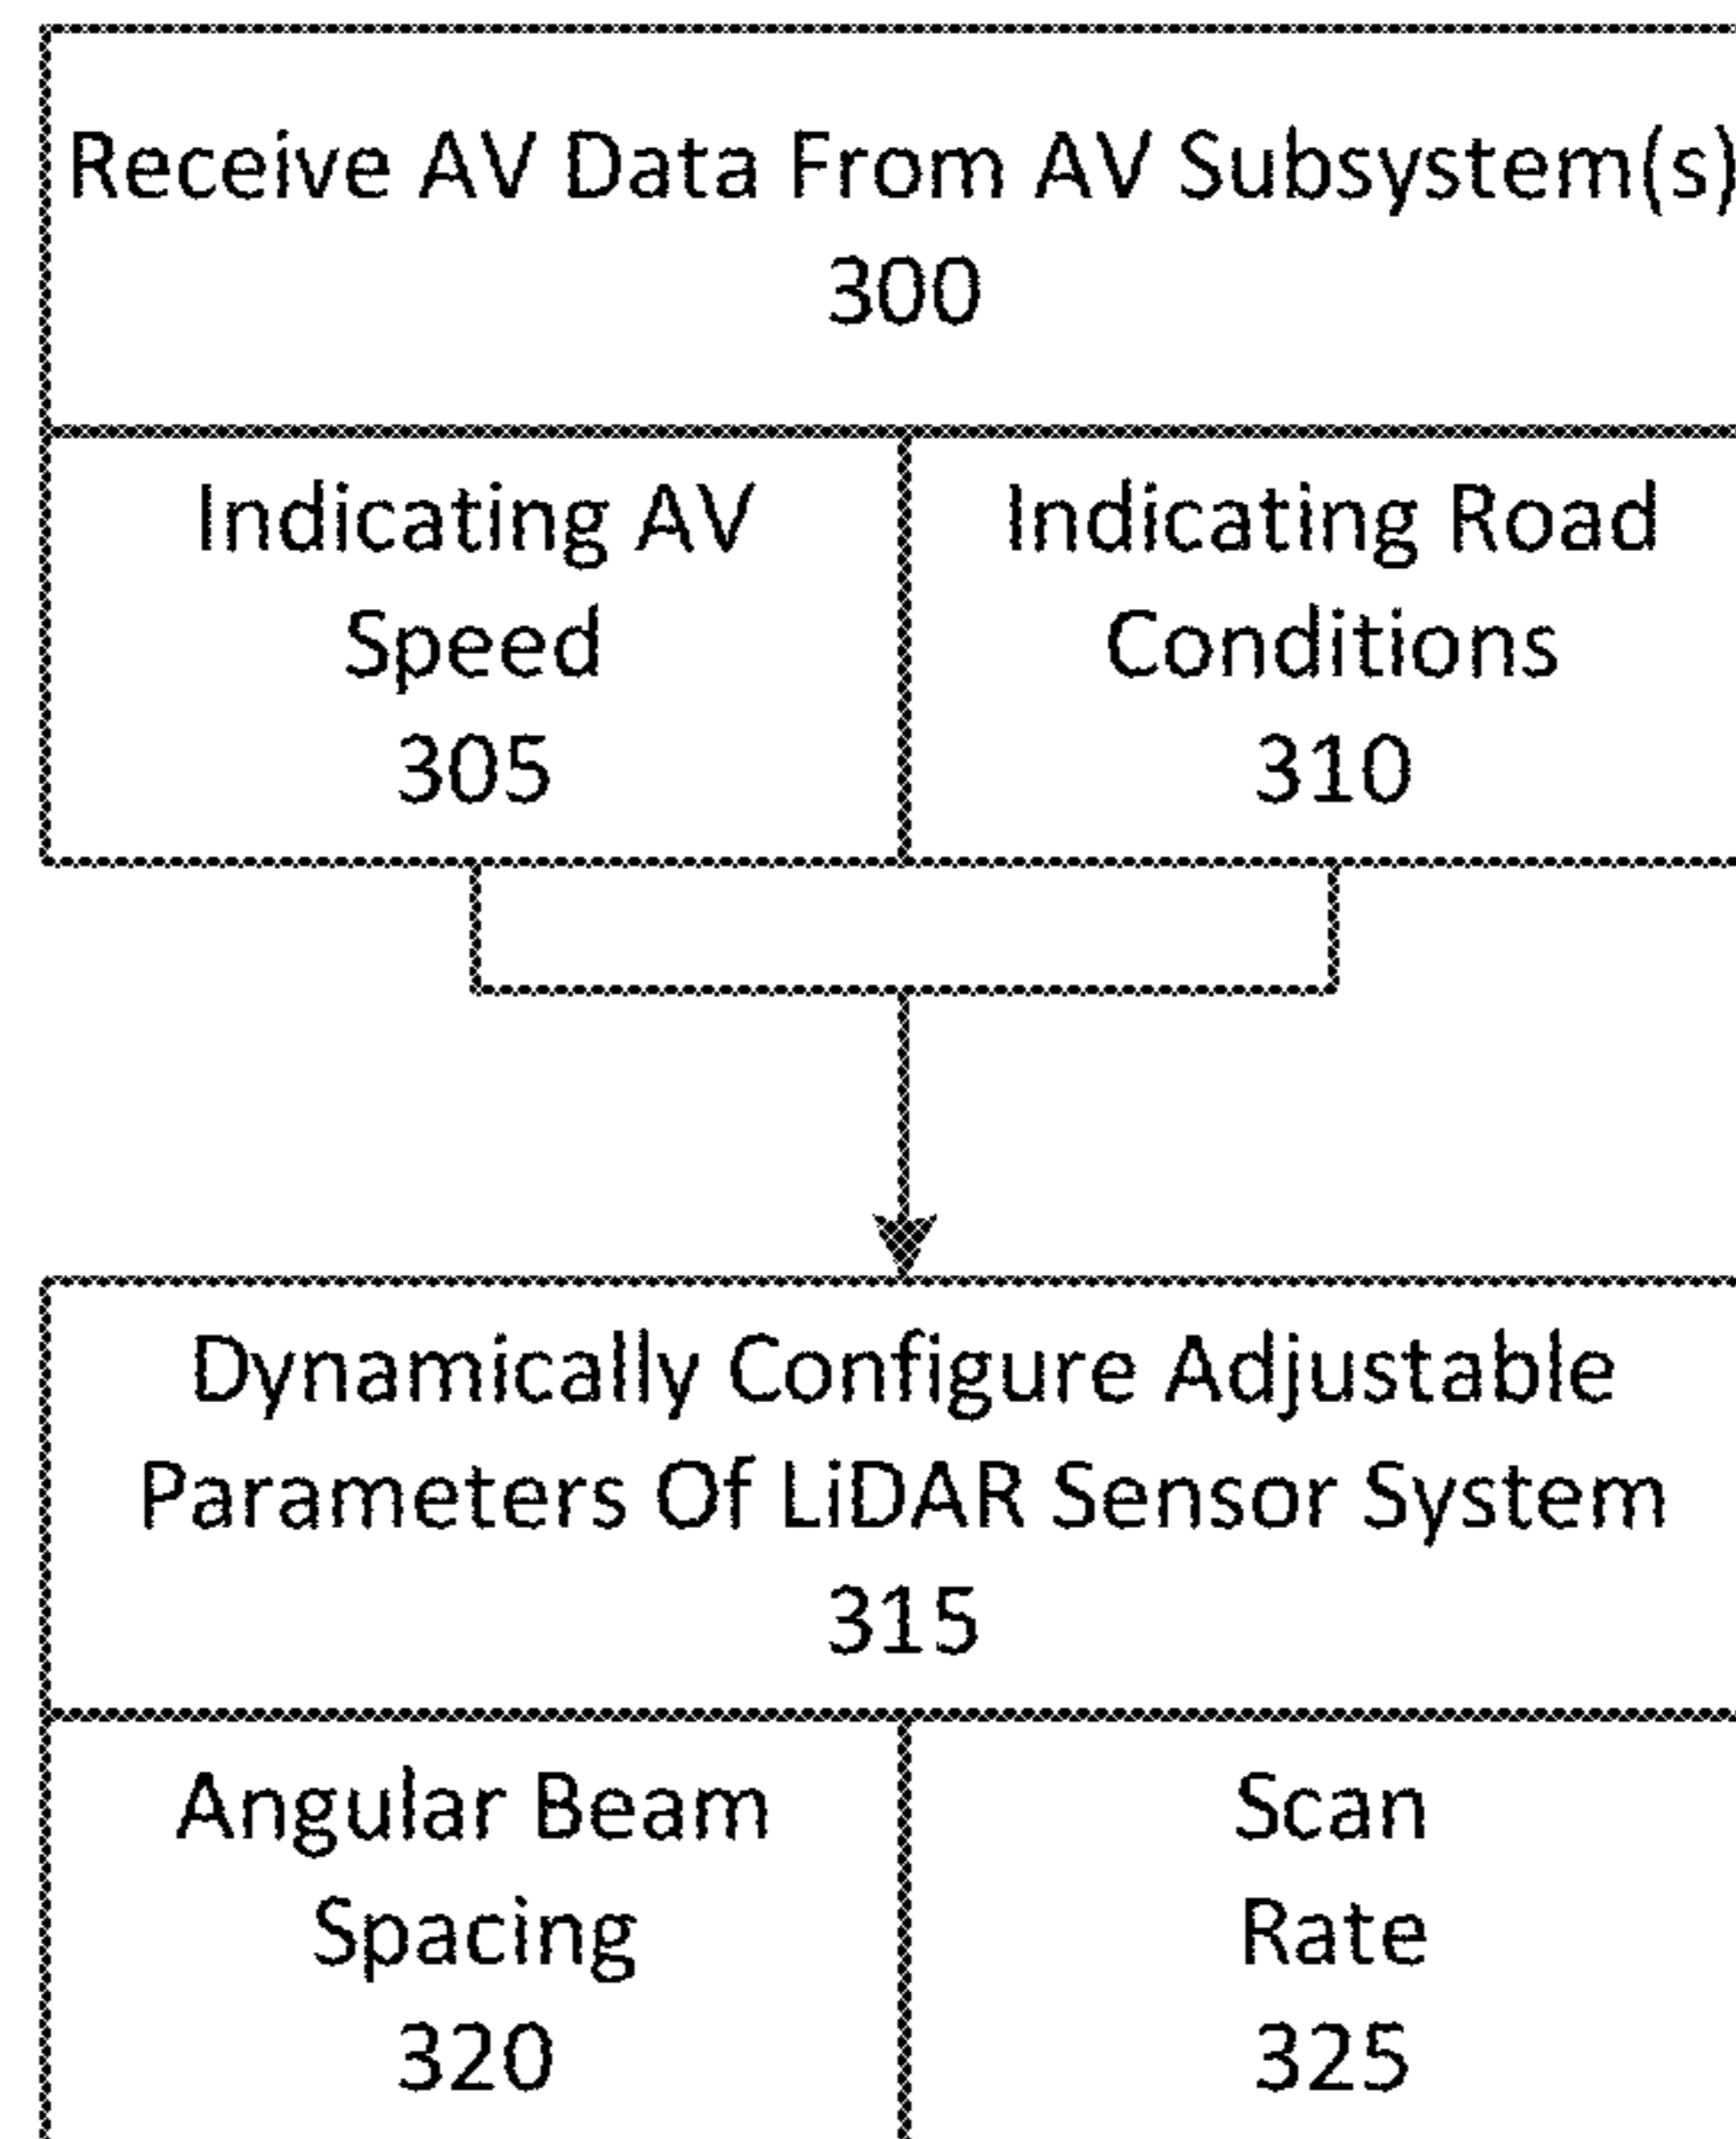 Receive AV Data From AV Subsystem(s)
300
Indicating AV
Speed
305
Indicating Road
Conditions
310
Dynamically Configure Adjustable
Parameters Of LiDAR Sensor System
315
Angular Beam
Spacing
320
Scan
Rate
325